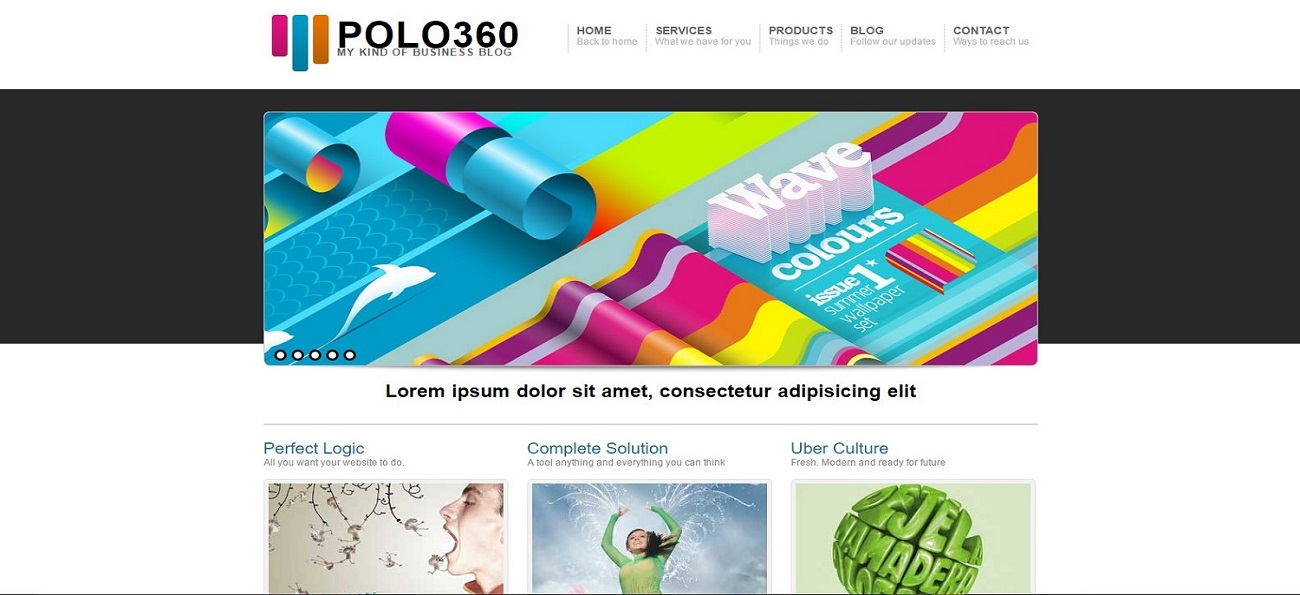 POLO360
MY KIND OF BUSINESS BLOG
HOME
Back to home
SERVICES
What we have for you
PRODUCTS
Things we do
BLOG
Follow our updates
CONTACT
Ways to reach us
Wave
colours
issue 1*
summer
wallpaper
set
Lorem ipsum dolor sit amet, consectetur adipisicing elit
Perfect Logic
All you want your website to do.
Complete Solution
A tool anything and everything you can think
Uber Culture
Fresh. Modern and ready for future